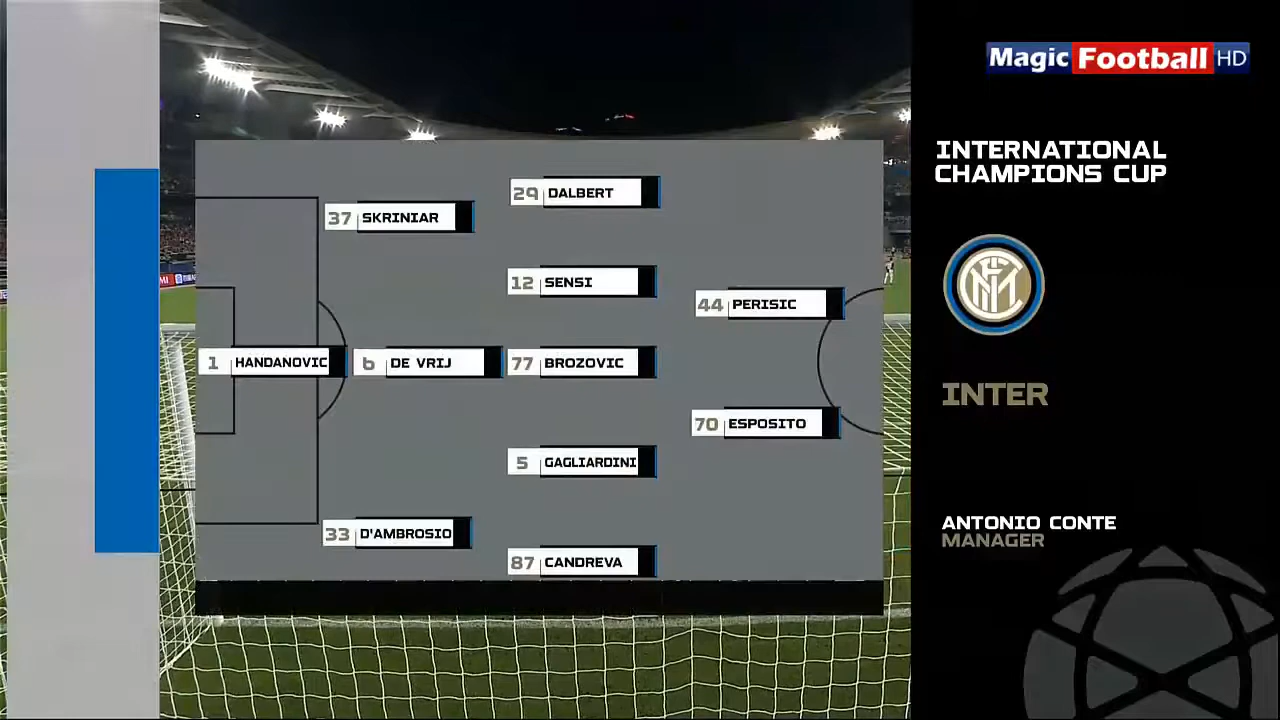 Magic Football HD
INTERNATIONAL
CHAMPIONS CUP
INTER
ANTONIO CONTE
MANAGER
1 HANDANOVIC
37 SKRINIAR
6 DE VRIJ
33 D'AMBROSIO
29 DALBERT
12 SENSI
77 BROZOVIC
5 GAGLIARDINI
87 CANDREVA
44 PERISIC
70 ESPOSITO